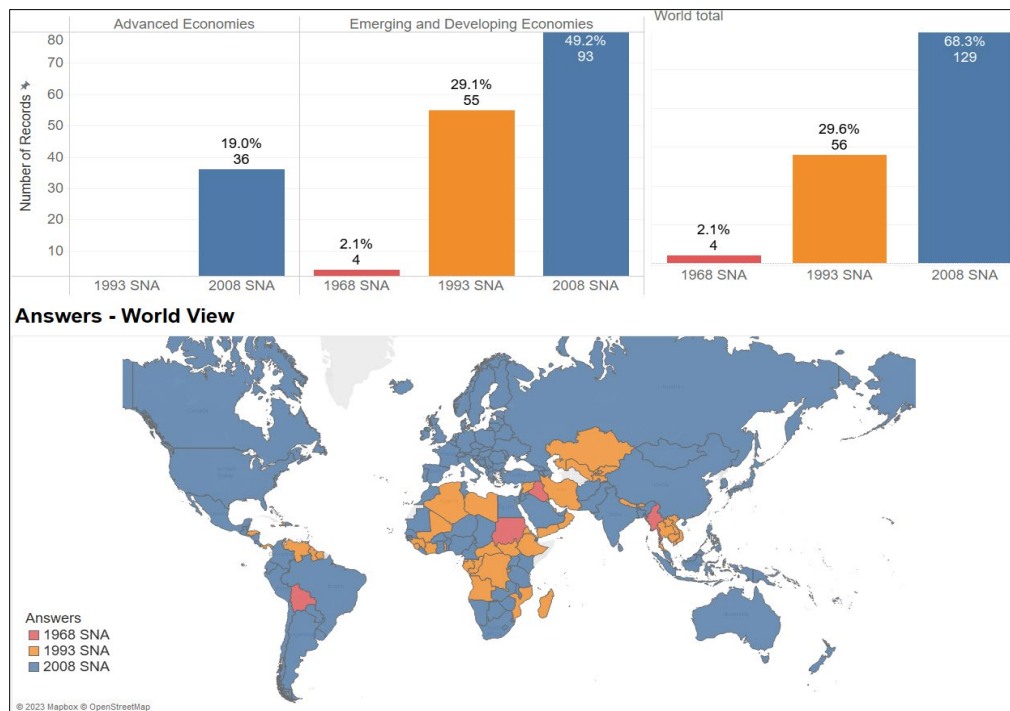 Advanced Economies
Emerging and Developing Economies
World total
Number of Records
80
70
60
50
40
30
20
10
19.0%
36
2.1%
4
29.1%
55
49.2%
93
2.1%
4
29.6%
56
68.3%
129
1993 SNA
2008 SNA
1968 SNA
1993 SNA
2008 SNA
1968 SNA
1993 SNA
2008 SNA
Answers - World View
Answers
1968 SNA
1993 SNA
2008 SNA
© 2023 Mapbox © OpenStreetMap